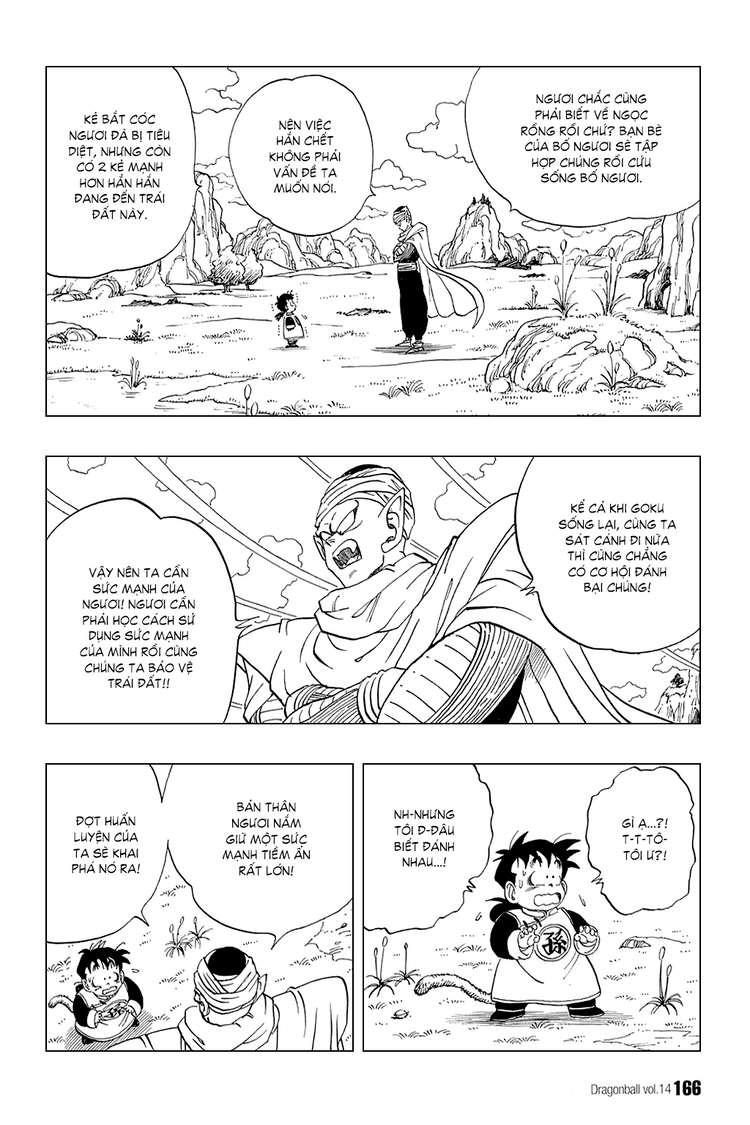 NGƯƠI CHẮC CŨNG
PHẢI BIẾT VỀ NGỌC
RỒNG RỒI CHỨ? BẠN BÈ
CỦA BỐ NGƯƠI SẼ TẬP
HỢP CHÚNG RỒI CỨU
SỐNG BỐ NGƯƠI.
NÊN VIỆC
HẮN CHẾT
KHÔNG PHẢI
VẤN ĐỀ TA
MUỐN NÓI.
KẺ BẮT CÓC
NGƯƠI ĐÃ BỊ TIÊU
DIỆT, NHƯNG CÒN
CÓ 2 KẺ MẠNH
HƠN HẲN HẮN
ĐANG ĐẾN TRÁI
ĐẤT NÀY.
KỂ CẢ KHI GOKU
SỐNG LẠI, CÙNG TA
SÁT CÁNH ĐI NỮA
THÌ CŨNG CHẲNG
CÓ CƠ HỘI ĐÁNH
BẠI CHÚNG!
VẬY NÊN TA CẦN
SỨC MẠNH CỦA
NGƯƠI! NGƯƠI CẦN
PHẢI HỌC CÁCH SỬ
DỤNG SỨC MẠNH
CỦA MÌNH RỒI CÙNG
CHÚNG TA BẢO VỆ
TRÁI ĐẤT!!
GÌ Ạ...?!
T-T-TÔ-
TÔI Ư?!
NH-NHƯNG
TÔI Đ-ĐÂU
BIẾT ĐÁNH
NHAU...!
孫
BẢN THÂN
NGƯƠI NẮM
GIỮ MỘT SỨC
MẠNH TIỀM ẨN
RẤT LỚN!
ĐỢT HUẤN
LUYỆN CỦA
TA SẼ KHAI
PHÁ NÓ RA!
Dragonball vol.14 166